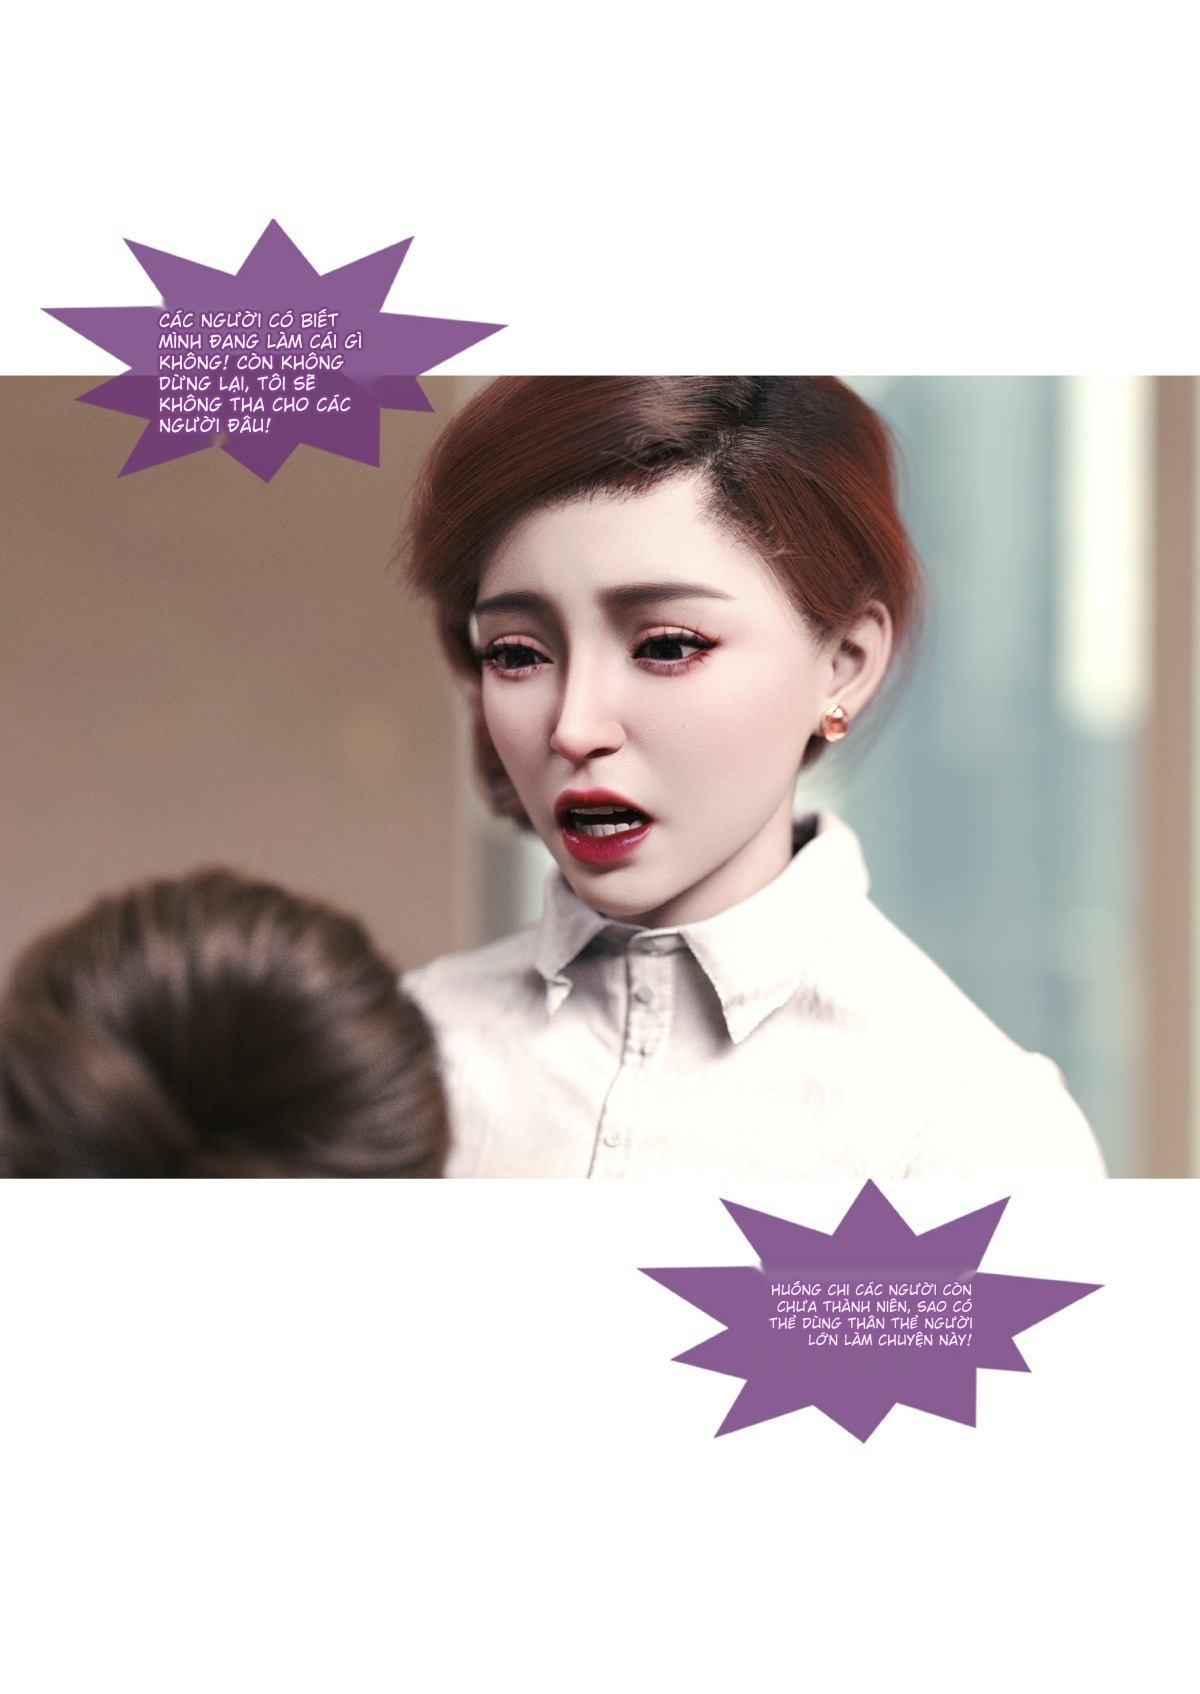 CÁC NGƯỜI CÓ BIẾT
MÌNH ĐANG LÀM CÁI GÌ
KHÔNG! CÒN KHÔNG
DỪNG LẠI, TÔI SẼ
KHÔNG THA CHO CÁC
NGƯỜI ĐÂU!
HUỐNG CHI CÁC NGƯỜI CÒN
CHƯA THÀNH NIÊN, SAO CÓ
THỂ DÙNG THÂN THỂ NGƯỜI
LỚN LÀM CHUYỆN NÀY!